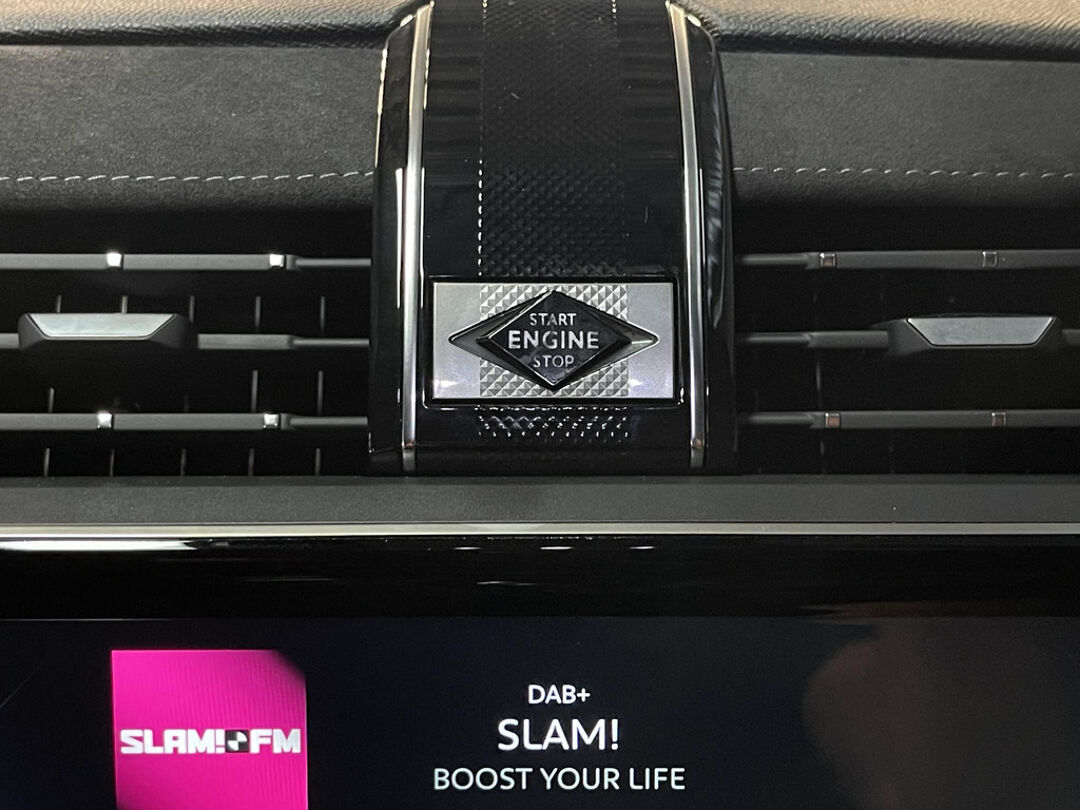 START
ENGINE
STOP
DAB+
SLAM!
SLAM! FM
BOOST YOUR LIFE